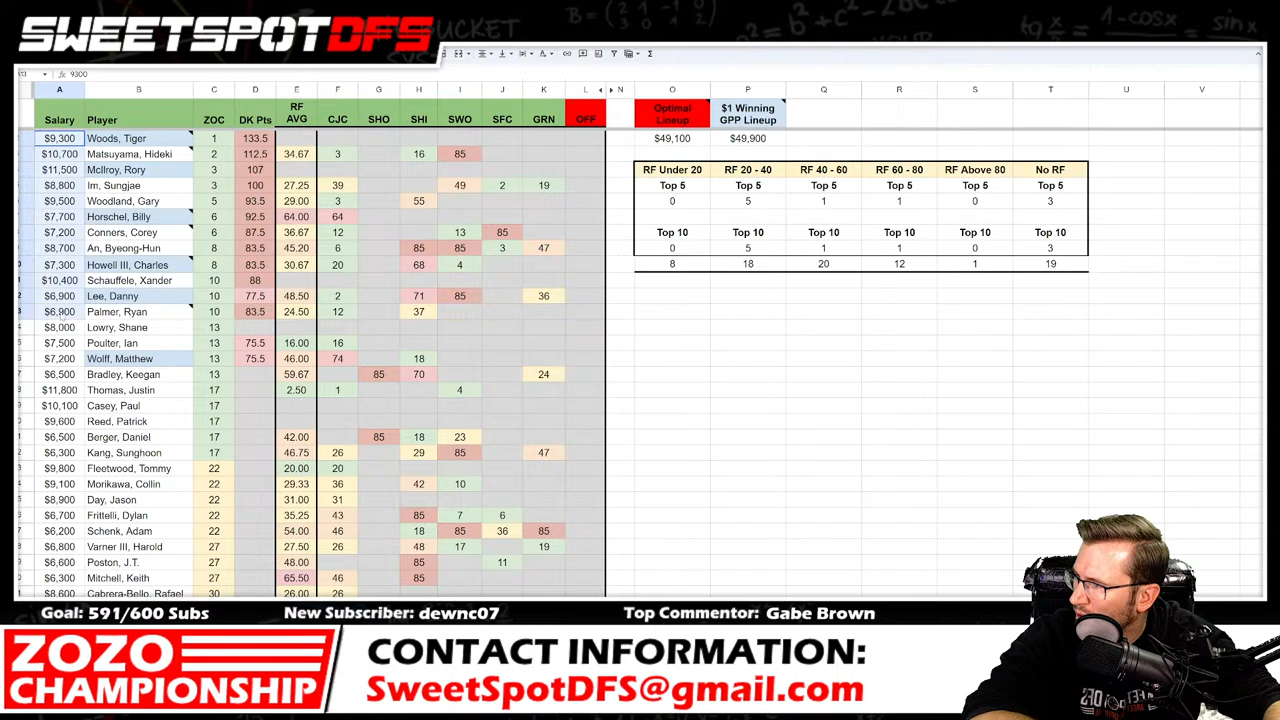 SWEETSPOTDFS
9300
A B C D E F G H I J K L N O P Q R S T U V
Salary Player ZOC DK Pts RF AVG CJC SHO SHI SWO SFC GRN OFF
Optimal Lineup $1 Winning GPP Lineup
$49,100 $49,900
$9,300 Woods, Tiger 1 133.5
$10,700 Matsuyama, Hideki 2 112.5 34.67 3 16 85
$11,500 McIlroy, Rory 3 107
$8,800 Im, Sungjae 3 100 27.25 39 49 2 19
$9,500 Woodland, Gary 5 93.5 29.00 3 55
$7,700 Horschel, Billy 6 92.5 64.00 64
$7,200 Conners, Corey 6 87.5 36.67 12 13 85
$8,700 An, Byeong-Hun 8 83.5 45.20 6 85 85 3 47
$7,300 Howell III, Charles 8 83.5 30.67 20 68 4
$10,400 Schauffele, Xander 10 88
$6,900 Lee, Danny 10 77.5 48.50 2 71 85 36
$6,900 Palmer, Ryan 10 83.5 24.50 12 37
$8,000 Lowry, Shane 13
$7,500 Poulter, Ian 13 75.5 16.00 16
$7,200 Wolff, Matthew 13 75.5 46.00 74 18
$6,500 Bradley, Keegan 13 59.67 85 70 24
$11,800 Thomas, Justin 17 2.50 1 4
$10,100 Casey, Paul 17
$9,600 Reed, Patrick 17
$6,500 Berger, Daniel 17 42.00 85 18 23
$6,300 Kang, Sunghoon 17 46.75 26 29 85 47
$9,800 Fleetwood, Tommy 22 20.00 20
$9,100 Morikawa, Collin 22 29.33 36 42 10
$8,900 Day, Jason 22 31.00 31
$6,700 Frittelli, Dylan 22 35.25 43 85 7 6
$6,200 Schenk, Adam 22 54.00 46 18 85 36 85
$6,800 Varner III, Harold 27 27.50 26 48 17 19
$6,600 Poston, J.T. 27 48.00 85 11
$6,300 Mitchell, Keith 27 65.50 46 85
$8,600 Cabrera-Bello, Rafael 30 26.00 26
RF Under 20 RF 20 - 40 RF 40 - 60 RF 60 - 80 RF Above 80 No RF
Top 5 Top 5 Top 5 Top 5 Top 5 Top 5
0 5 1 1 0 3
Top 10 Top 10 Top 10 Top 10 Top 10 Top 10
0 5 1 1 0 3
8 18 20 12 1 19
Goal: 591/600 Subs New Subscriber: dewnc07 Top Commentor: Gabe Brown
ZOZO
CHAMPIONSHIP
CONTACT INFORMATION:
SweetSpotDFS@gmail.com